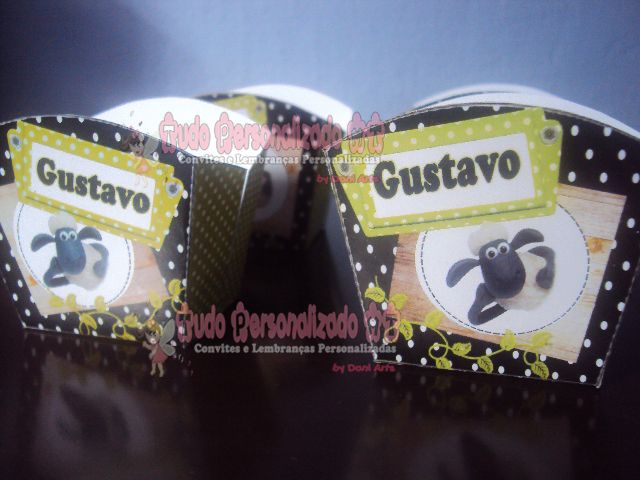 Gustavo
Gustavo
Tudo Personalizado
Convites e Lembranças Personalizadas
by Dani Arts
Tudo Personalizado
Convites e Lembranças Personalizadas
by Dani Arts